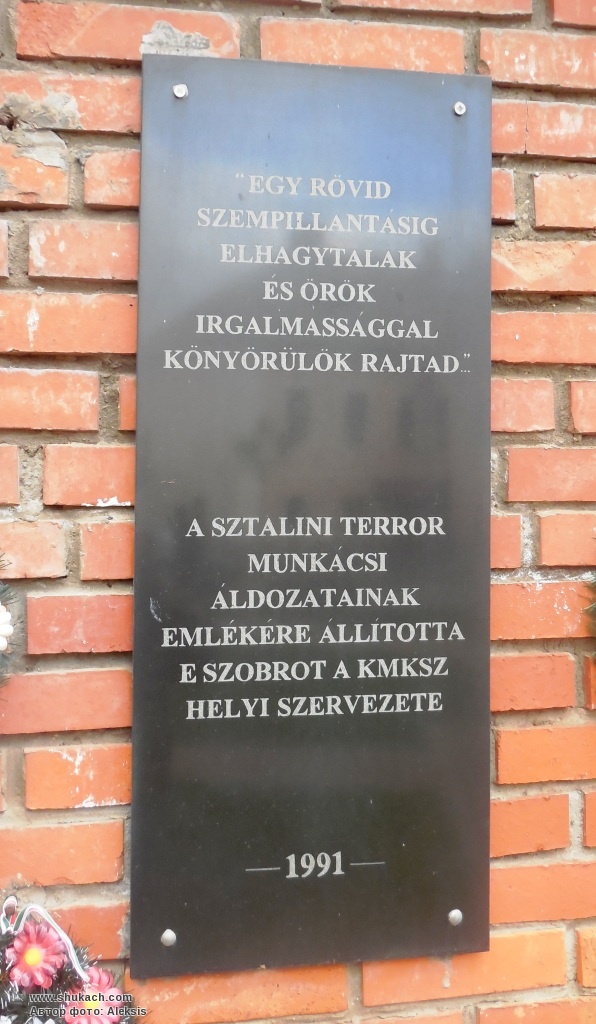 "EGY RÖVID
SZEMPILLANTÁSIG
ELHAGYTALAK
ÉS ÖRÖK
IRGALMASSÁGGAL
KÖNYÖRÜLÖK RAJTAD..."
A SZTALINI TERROR
MUNKÁCSI
ÁLDOZATAINAK
EMLÉKÉRE ÁLLÍTOTTA
E SZOBROT A KMKSZ
HELYI SZERVEZETE
— 1991 —
www.shukach.com
Автор фото: Aleksis